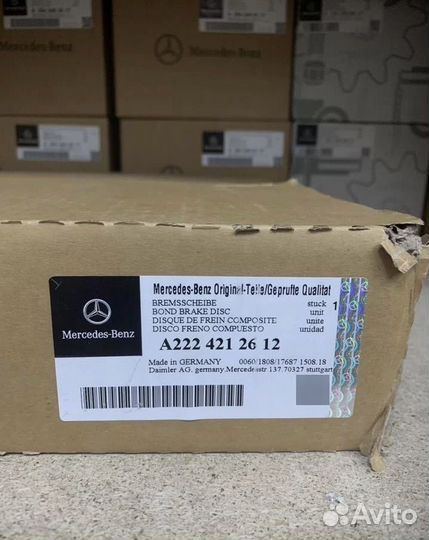 Mercedes-Benz Original-Teile/Geprufte Qualitat
BREMSSCHEIBE stuck 1
BOND BRAKE DISC unit
DISQUE DE FREIN COMPOSITE unite
DISCO FRENO COMPUESTO unidad
Mercedes-Benz
A222 421 26 12
Made in GERMANY 0060/1808/17687 1508.18
Daimler AG. germany.Mercedesstr 137.70327 stuttgart
Avito